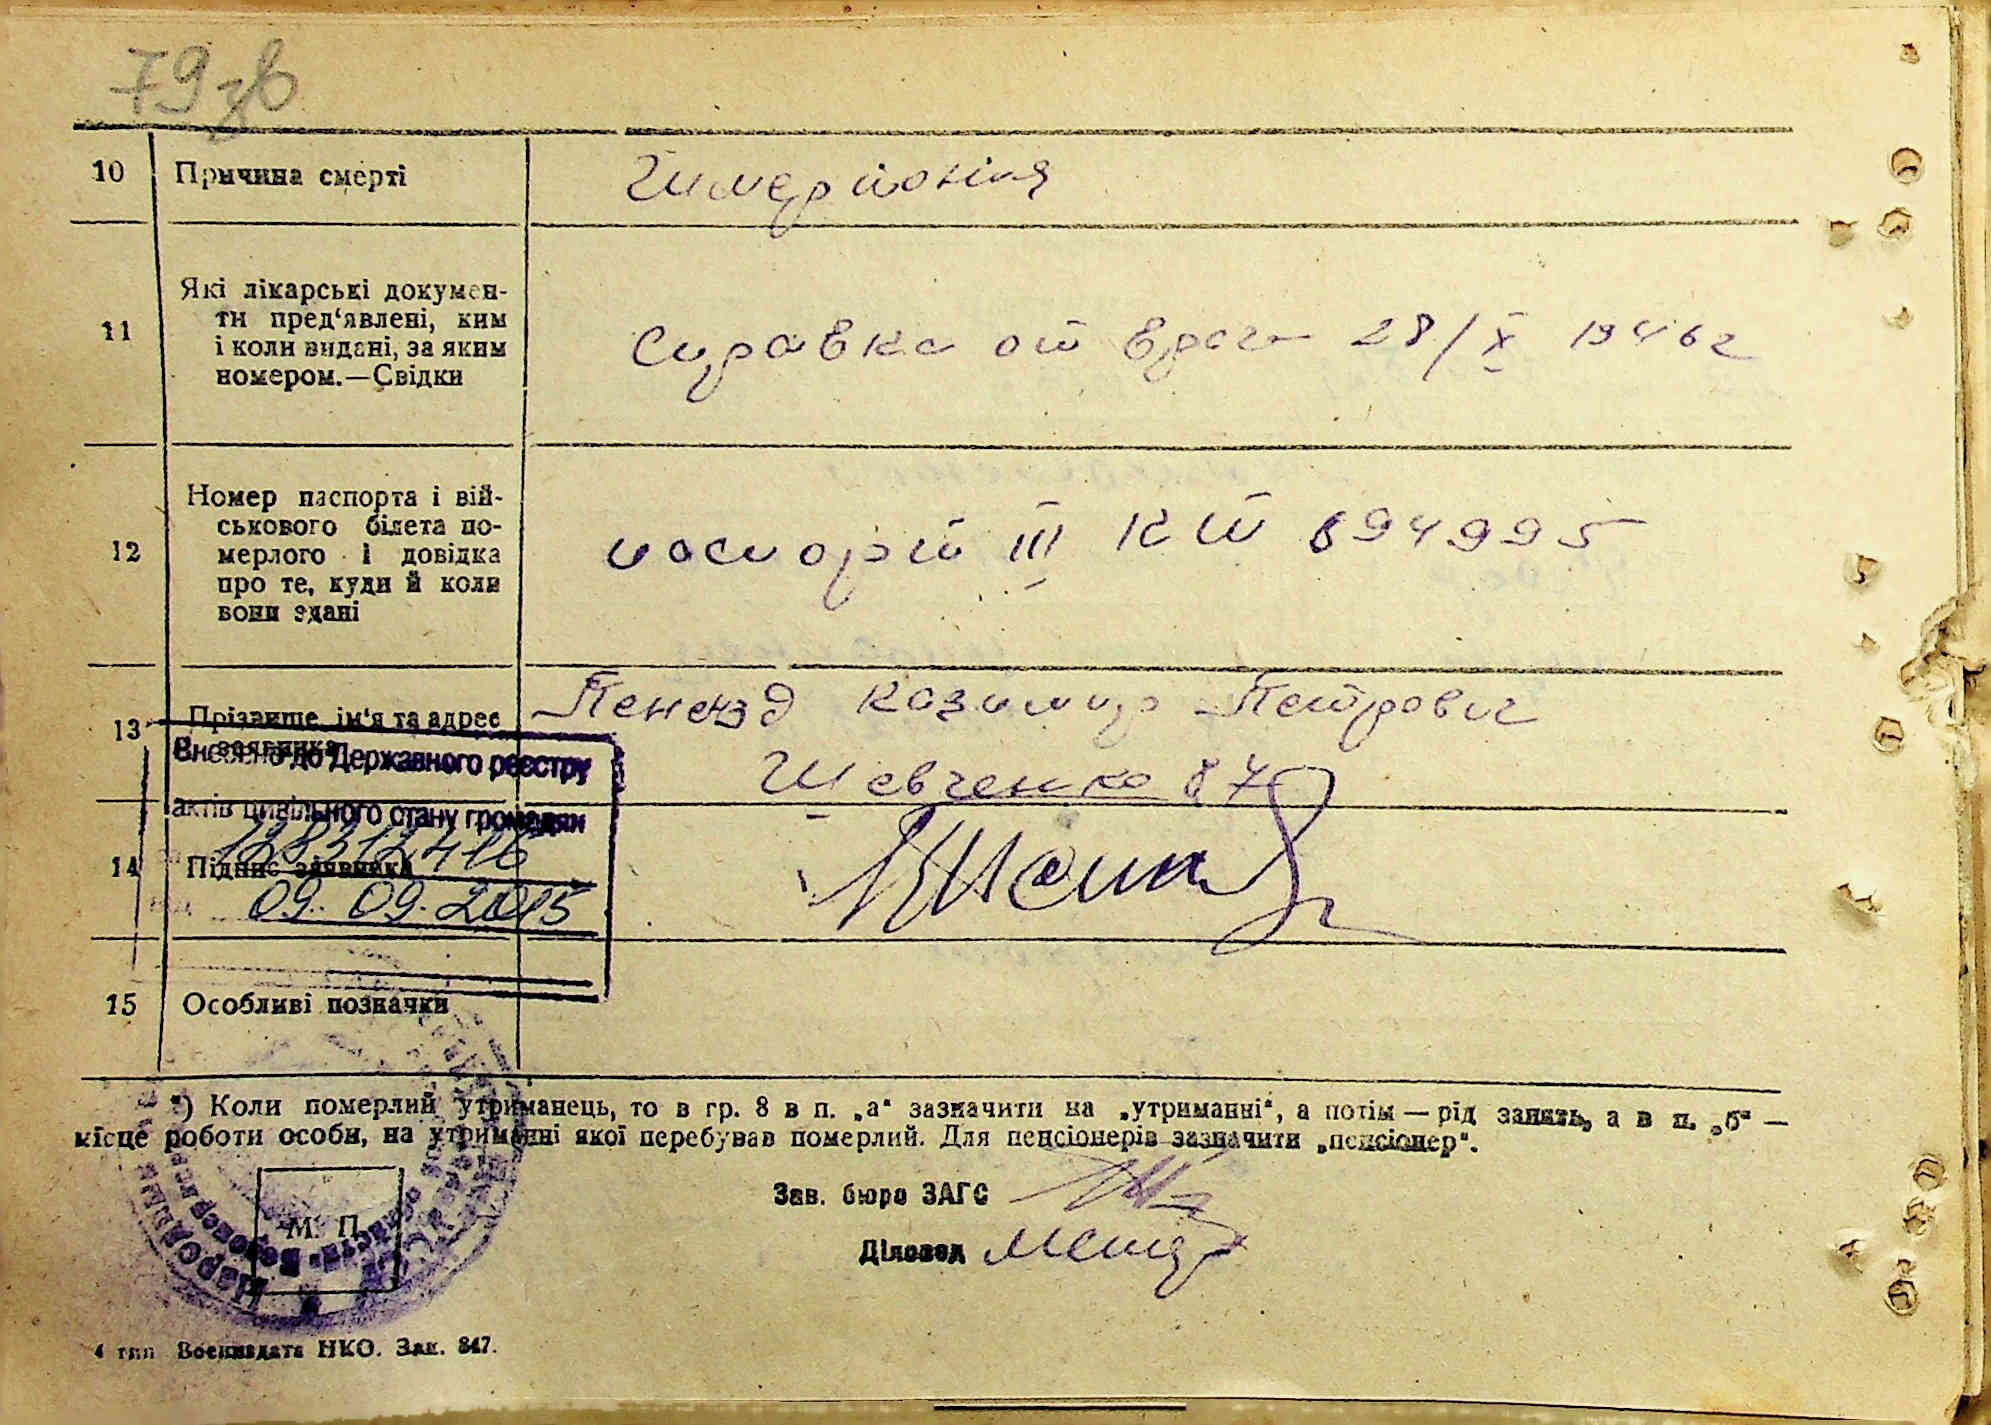 79 зв
10 Причина смерті Гипертонія
11 Які лікарські докумен-
ти пред‘явлені, ким
і коли видані, за яким
номером.—Свідки
Справка от врача 28/X 1946 г
12 Номер паспорта і вій-
ськового білета по-
мерлого і довідка
про те, куди й коли
вони здані
паспорт III КШ 694995
13 Прізвище, ім‘я та адрес
заявника
Казимир Петрович
Шевченко 87
Внесено до Державного реєстру
актів цивільного стану громадян
14 Підпис заявника
09.09.2015
15 Особливі позначки
*) Коли померлий утриманець, то в гр. 8 в п. „а“ зазначити на „утриманні“, а потім — рід занять, а в п. „б“ —
місце роботи особи, на утриманні якої перебував померлий. Для пенсіонерів зазначити „пенсіонер“.
Зав. бюро ЗАГС
М. П.
Діловод
4 тип Воениздата НКО. Зак. 847.